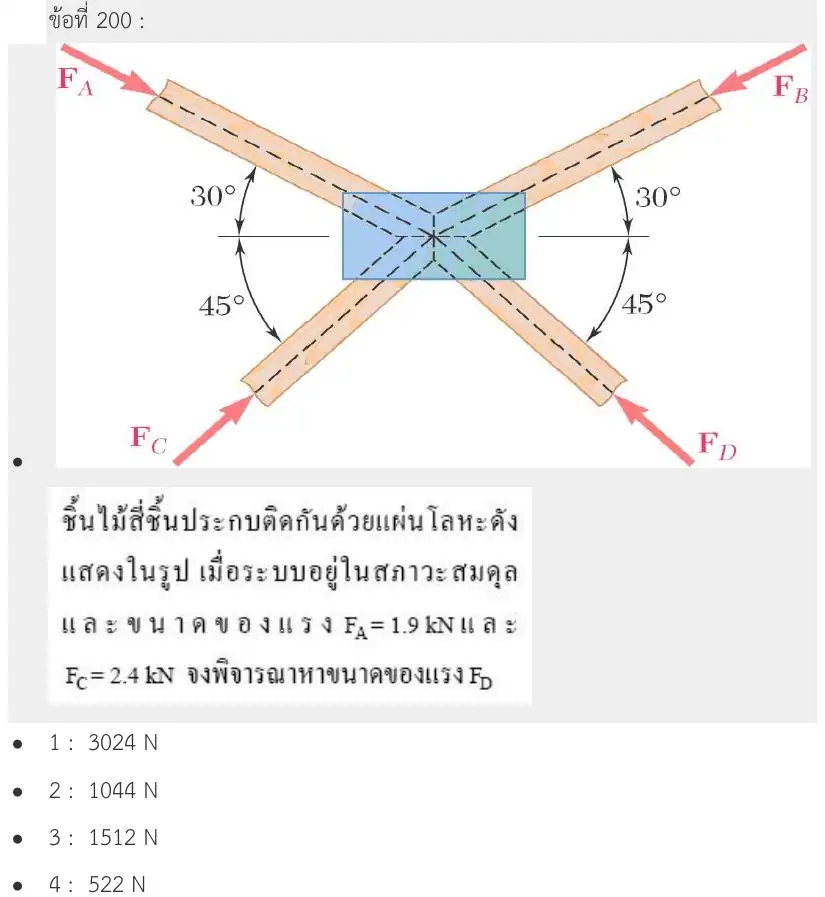 ข้อที่ 200 :
F_A
F_B
30°
30°
45°
45°
F_C
F_D
ชิ้นไม้สี่ชิ้นประกบติดกันด้วยแผ่นโลหะดัง
แสดงในรูป เมื่อระบบอยู่ในสภาวะสมดุล
และขนาดของแรง F_A = 1.9 kN และ
F_C = 2.4 kN จงพิจารณาหาขนาดของแรง F_D
1 : 3024 N
2 : 1044 N
3 : 1512 N
4 : 522 N